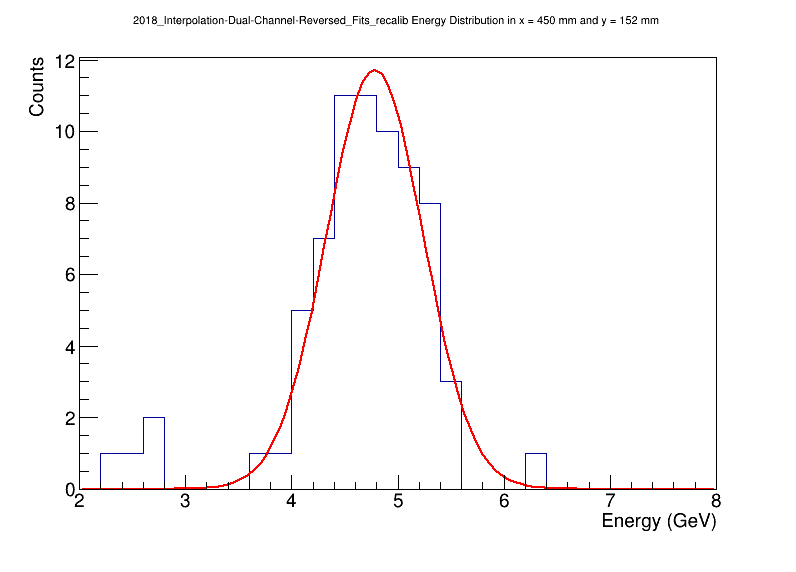 2018_Interpolation-Dual-Channel-Reversed_Fits_recalib Energy Distribution in x = 450 mm and y = 152 mm
Counts
12
10
8
6
4
2
0
2 3 4 5 6 7 8
Energy (GeV)